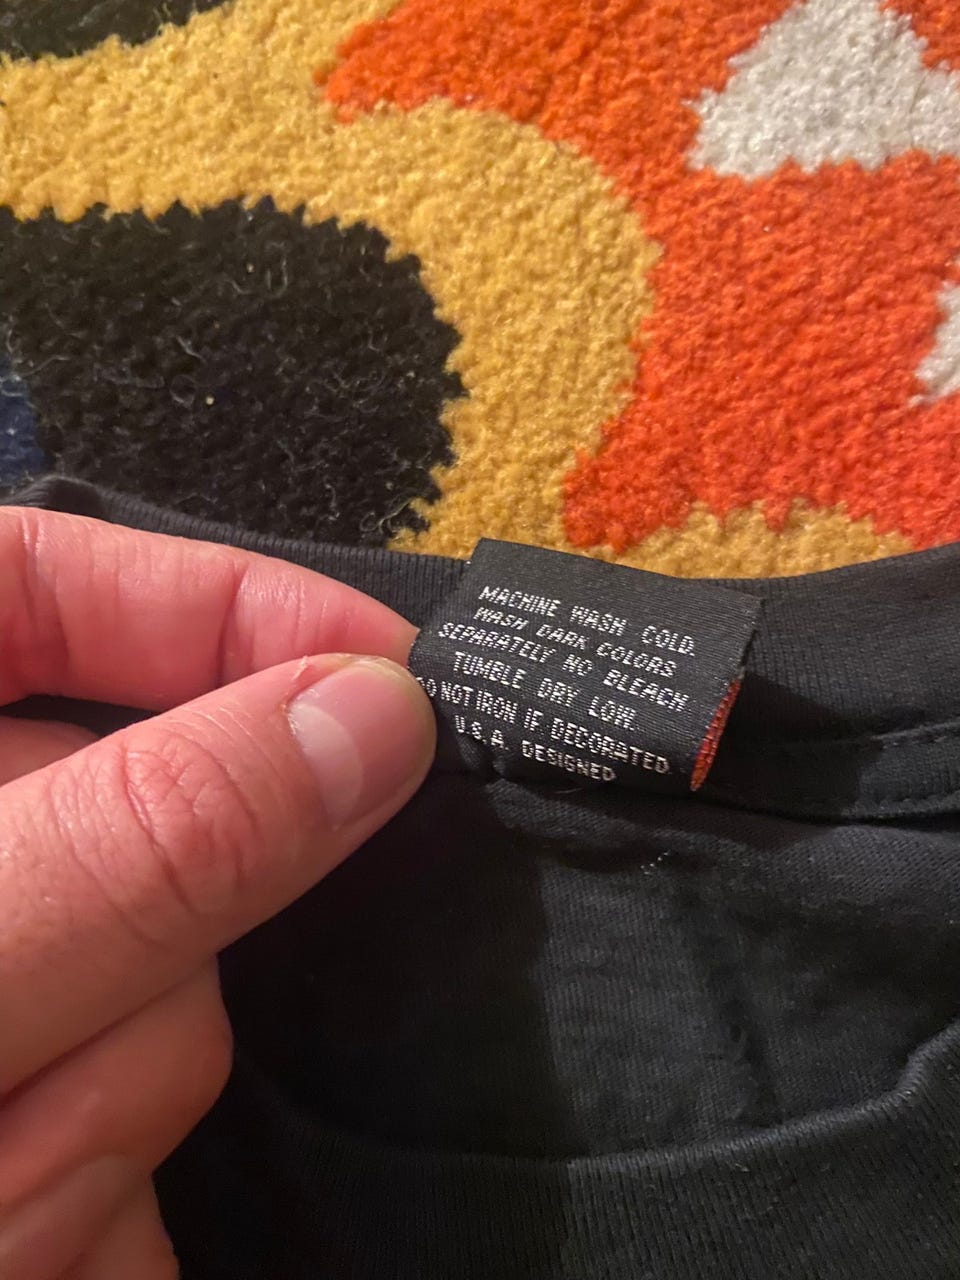 MACHINE WASH COLD.
WASH DARK COLORS
SEPARATELY NO BLEACH.
TUMBLE DRY LOW.
DO NOT IRON IF DECORATED.
U.S.A. DESIGNED